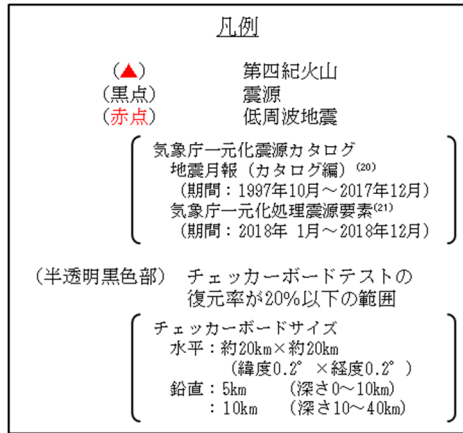 凡例
(▲) 第四紀火山
(黒点) 震源
(赤点) 低周波地震
気象庁一元化震源カタログ
地震月報(カタログ編)(20)
(期間:1997年10月~2017年12月)
気象庁一元化処理震源要素(21)
(期間:2018年 1月~2018年12月)
(半透明黒色部) チェッカーボードテストの
復元率が20%以下の範囲
チェッカーボードサイズ
水平:約20km×約20km
(緯度0.2°×経度0.2°)
鉛直:5km (深さ0~10km)
:10km (深さ10~40km)